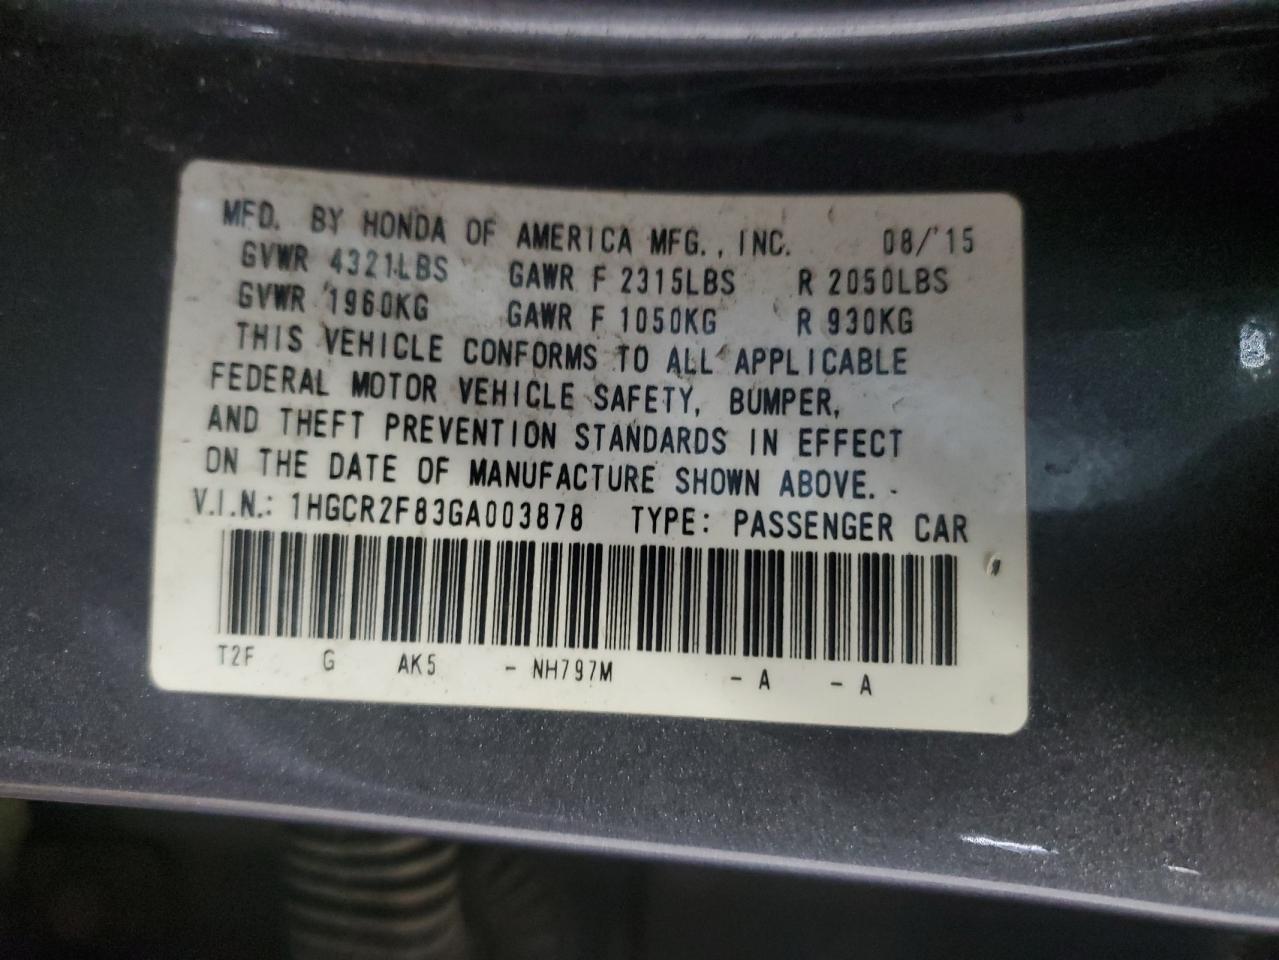 MFD. BY HONDA OF AMERICA MFG., INC. 08/'15
GVWR 4321LBS GAWR F 2315LBS R 2050LBS
GVWR 1960KG GAWR F 1050KG R 930KG
THIS VEHICLE CONFORMS TO ALL APPLICABLE
FEDERAL MOTOR VEHICLE SAFETY, BUMPER,
AND THEFT PREVENTION STANDARDS IN EFFECT
ON THE DATE OF MANUFACTURE SHOWN ABOVE.
V.I.N.: 1HGCR2F83GA003878 TYPE: PASSENGER CAR
T2F G AK5 - NH797M - A - A